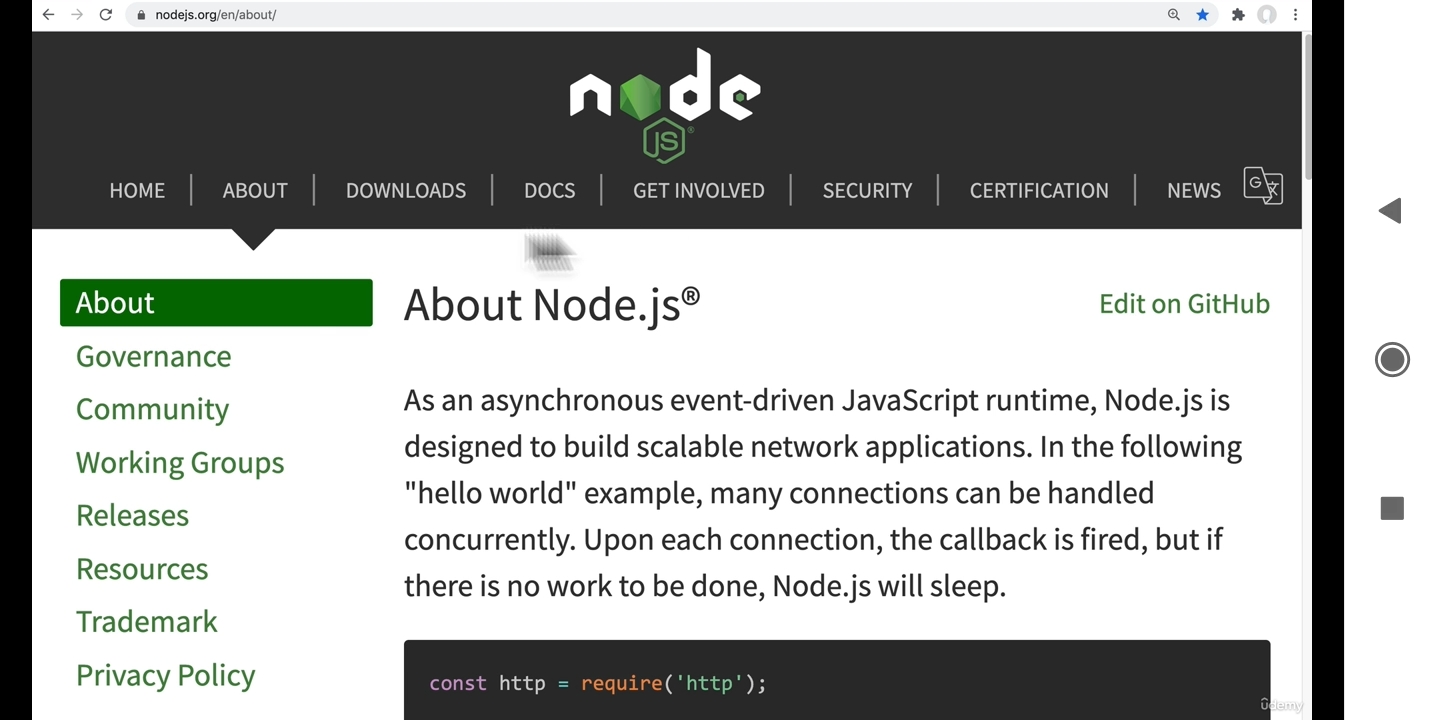 nodejs.org/en/about/
node
JS®
HOME ABOUT DOWNLOADS DOCS GET INVOLVED SECURITY CERTIFICATION NEWS
About
Governance
Community
Working Groups
Releases
Resources
Trademark
Privacy Policy
About Node.js®
Edit on GitHub
As an asynchronous event-driven JavaScript runtime, Node.js is
designed to build scalable network applications. In the following
"hello world" example, many connections can be handled
concurrently. Upon each connection, the callback is fired, but if
there is no work to be done, Node.js will sleep.
const http = require('http');
ûdemy